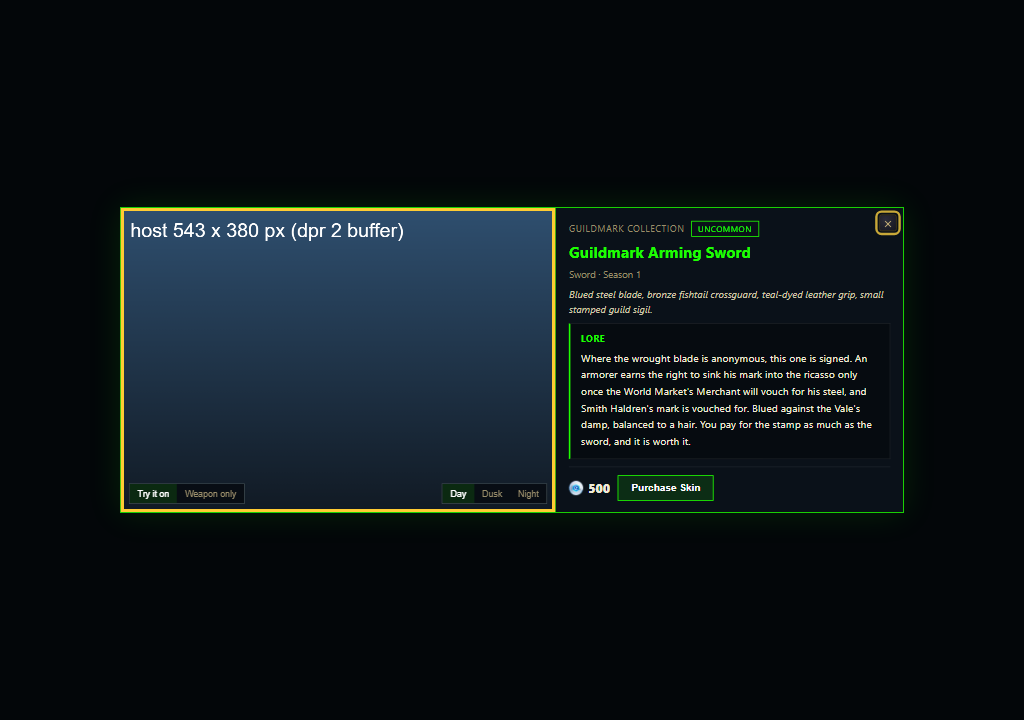 host 543 x 380 px (dpr 2 buffer)
Try it on
Weapon only
Day
Dusk
Night
GUILDMARK COLLECTION
UNCOMMON
×
Guildmark Arming Sword
Sword · Season 1
Blued steel blade, bronze fishtail crossguard, teal-dyed leather grip, small
stamped guild sigil.
LORE
Where the wrought blade is anonymous, this one is signed. An
armorer earns the right to sink his mark into the ricasso only
once the World Market's Merchant will vouch for his steel, and
Smith Haldren's mark is vouched for. Blued against the Vale's
damp, balanced to a hair. You pay for the stamp as much as the
sword, and it is worth it.
500
Purchase Skin